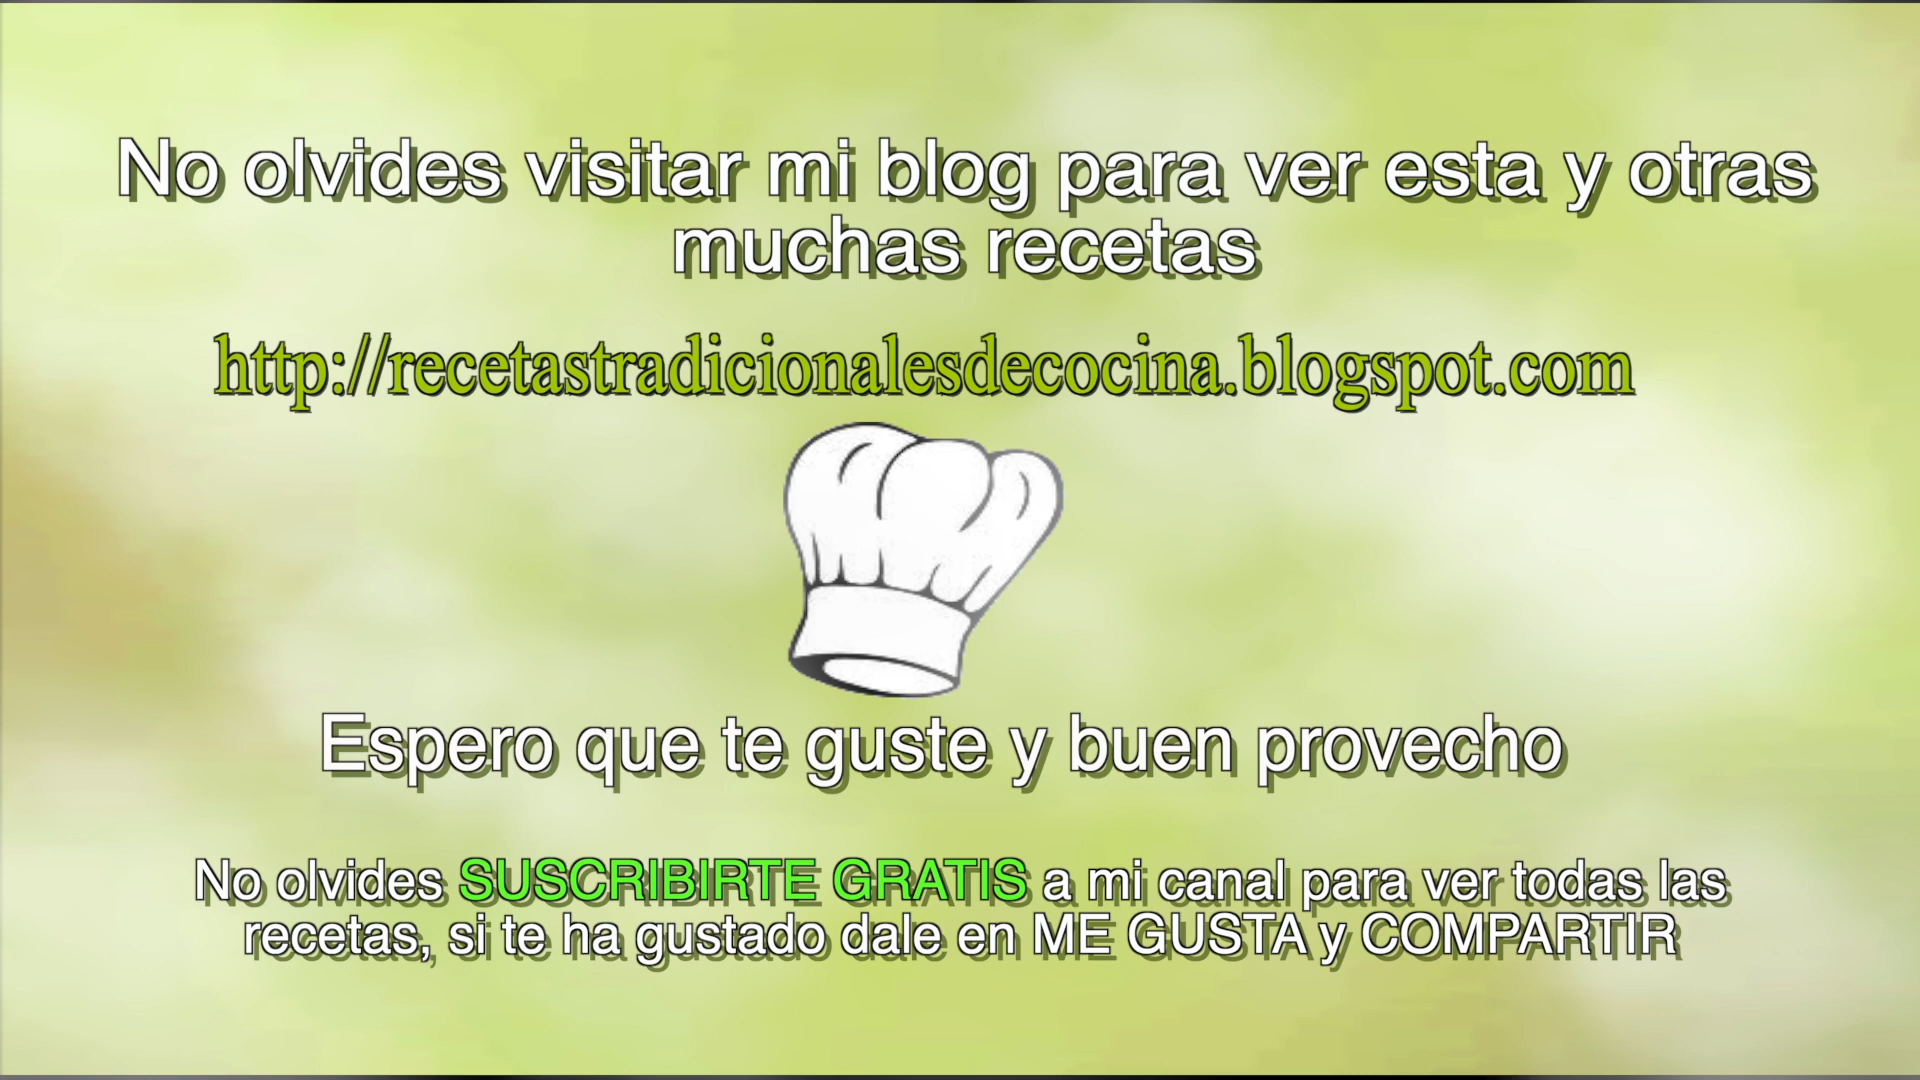 No olvides visitar mi blog para ver esta y otras
muchas recetas
http://recetastradicionalesdecocina.blogspot.com
Espero que te guste y buen provecho
No olvides SUSCRIBIRTE GRATIS a mi canal para ver todas las
recetas, si te ha gustado dale en ME GUSTA y COMPARTIR